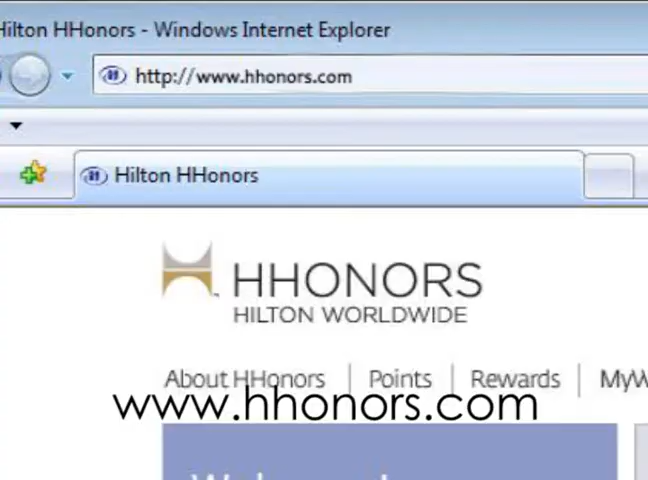 Hilton HHonors - Windows Internet Explorer
http://www.hhonors.com
Hilton HHonors
HHONORS
HILTON WORLDWIDE
About HHonors | Points | Rewards |
www.hhonors.com